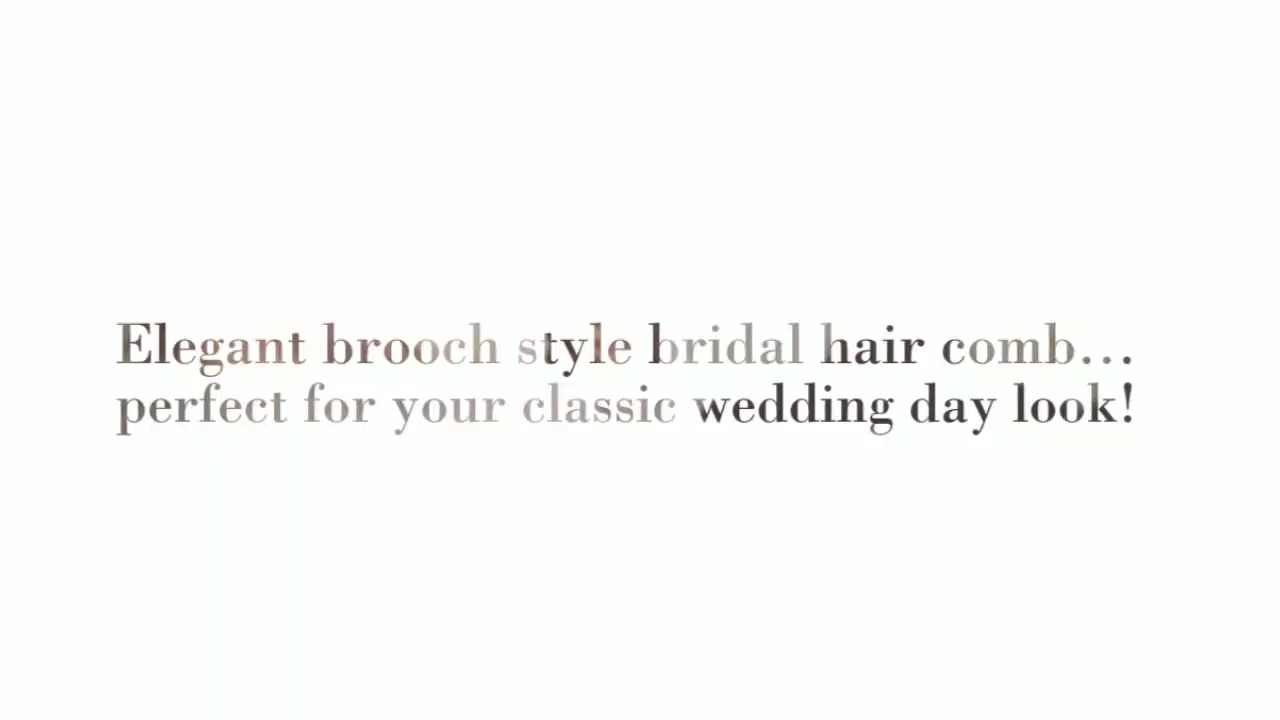 Elegant brooch style bridal hair comb...
perfect for your classic wedding day look!